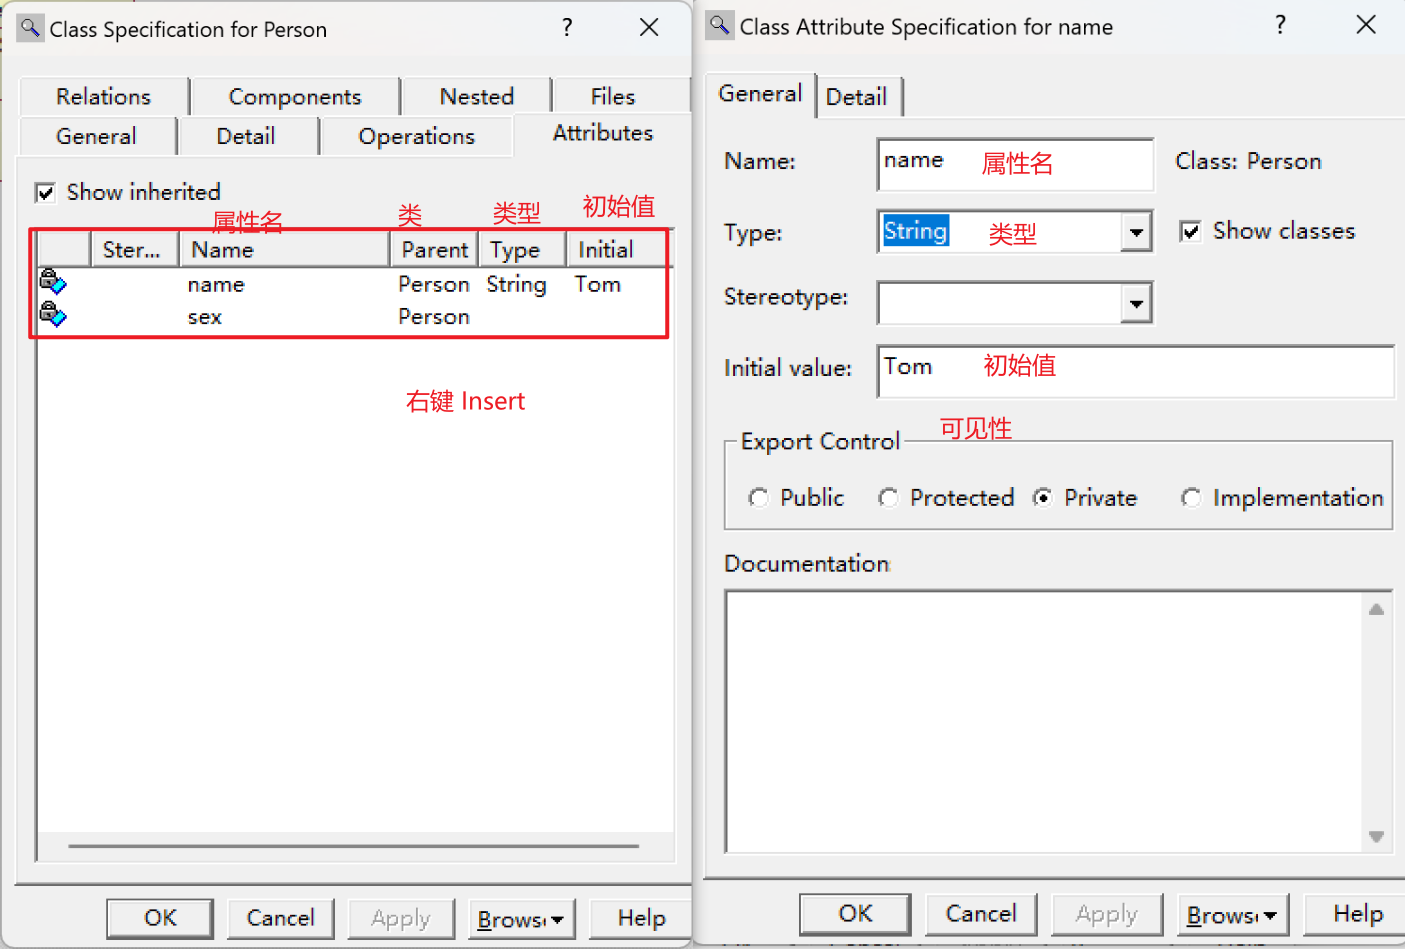 Class Specification for Person
?
Relations
Components
Nested
Files
General
Detail
Operations
Attributes
Show inherited
属性名
类
类型
初始值
Ster...
Name
Parent
Type
Initial
name
Person
String
Tom
sex
Person
右键 Insert
OK
Cancel
Apply
Brows
Help
Class Attribute Specification for name
?
General
Detail
Name:
name
属性名
Class: Person
Type:
String
类型
Show classes
Stereotype:
Initial value:
Tom
初始值
可见性
Export Control
Public
Protected
Private
Implementation
Documentation
OK
Cancel
Apply
Brows
Help